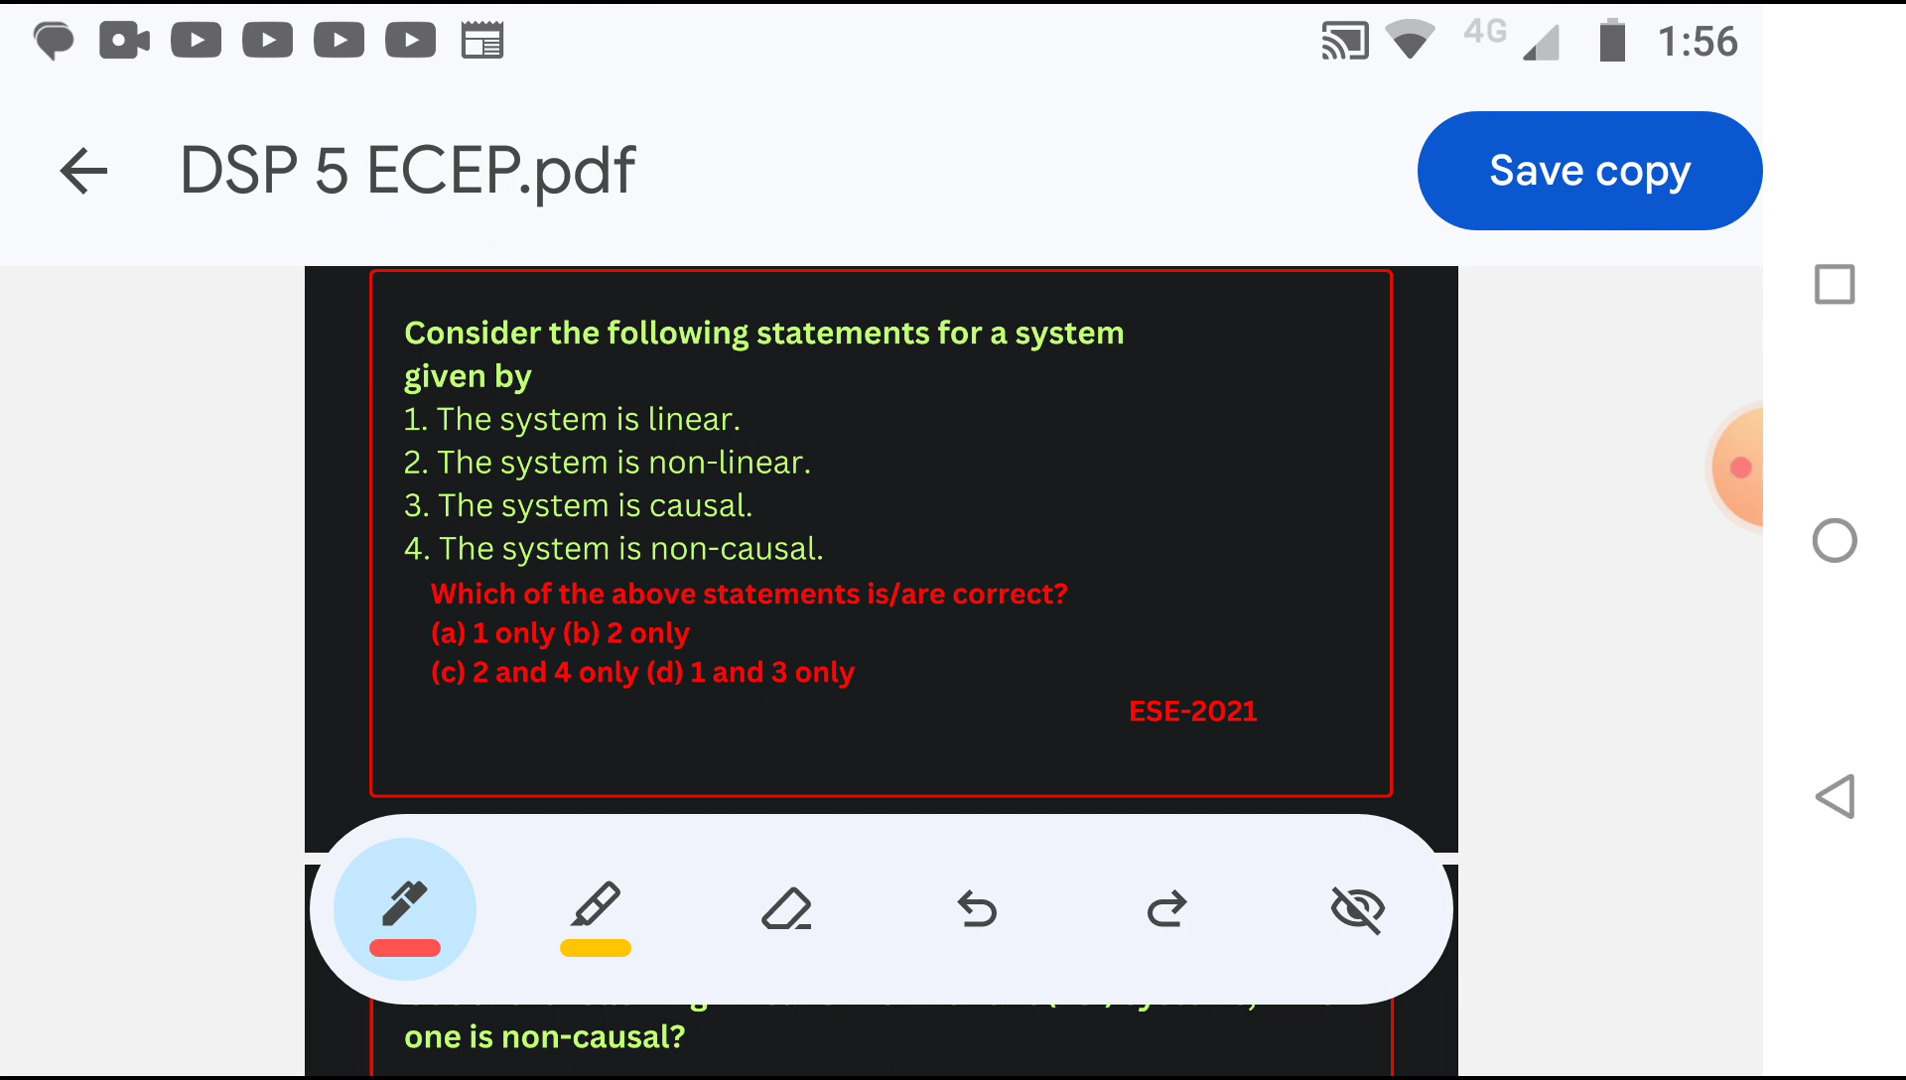 4G 1:56
DSP 5 ECEP.pdf
Save copy
Consider the following statements for a system
given by
1. The system is linear.
2. The system is non-linear.
3. The system is causal.
4. The system is non-causal.
Which of the above statements is/are correct?
(a) 1 only (b) 2 only
(c) 2 and 4 only (d) 1 and 3 only
ESE-2021
one is non-causal?